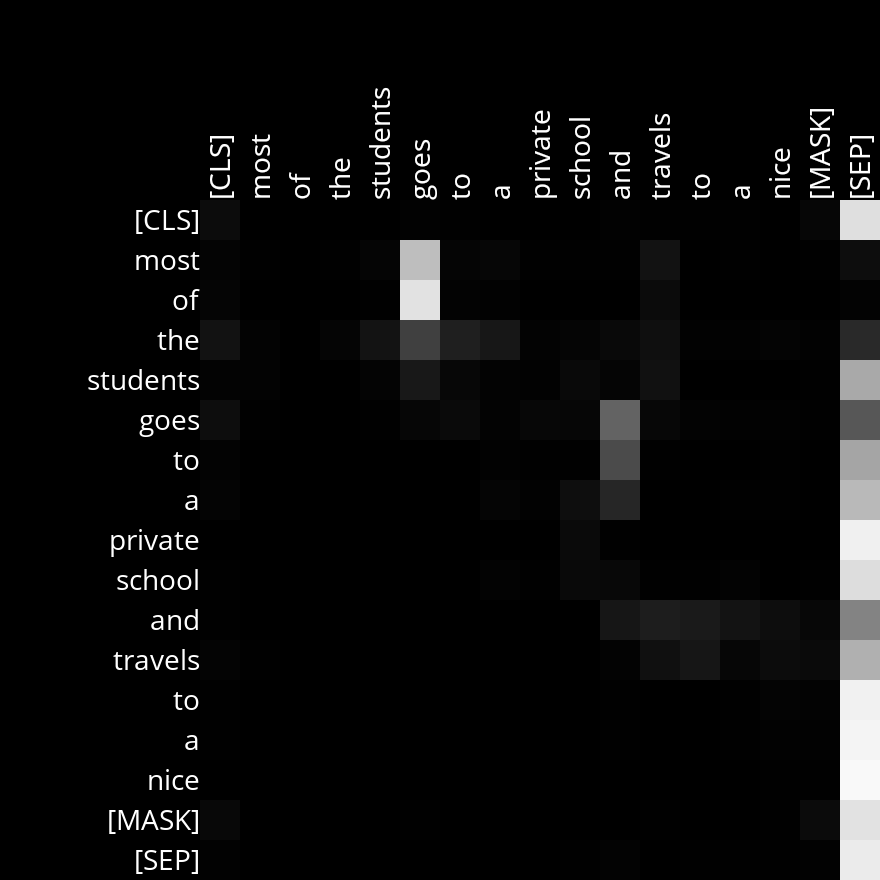 [CLS] most of the students goes to a private school and travels to a nice [MASK] [SEP]
[CLS]
most
of
the
students
goes
to
a
private
school
and
travels
to
a
nice
[MASK]
[SEP]